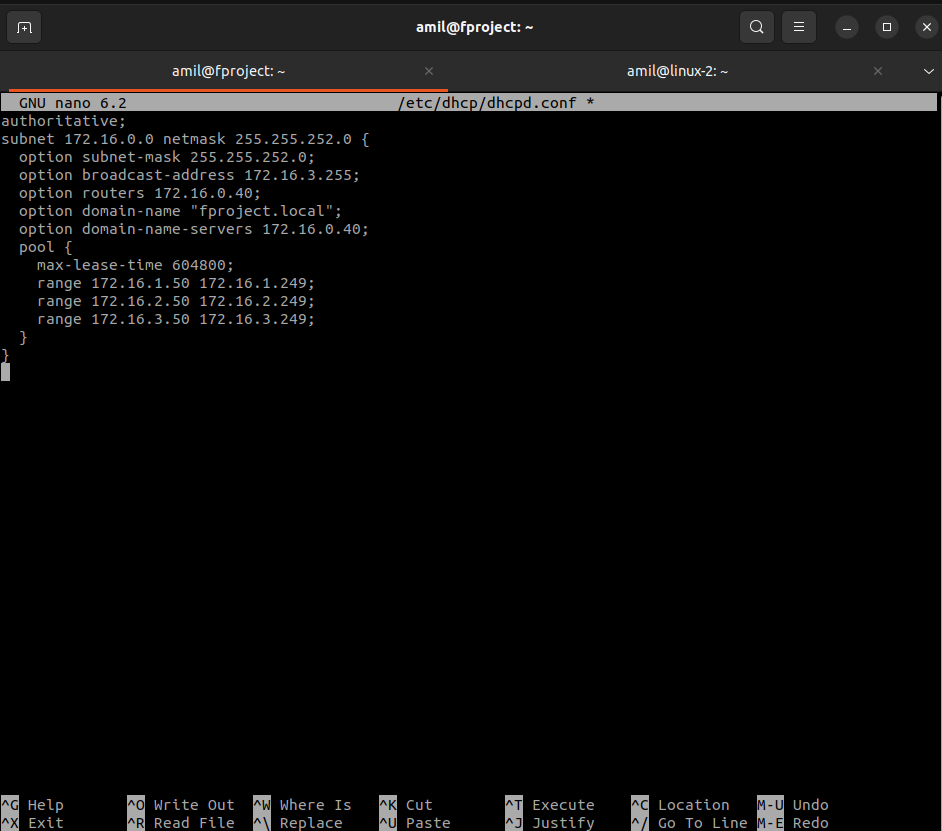 amil@fproject: ~
amil@fproject: ~ amil@linux-2: ~
GNU nano 6.2 /etc/dhcp/dhcpd.conf *
authoritative;
subnet 172.16.0.0 netmask 255.255.252.0 {
  option subnet-mask 255.255.252.0;
  option broadcast-address 172.16.3.255;
  option routers 172.16.0.40;
  option domain-name "fproject.local";
  option domain-name-servers 172.16.0.40;
  pool {
    max-lease-time 604800;
    range 172.16.1.50 172.16.1.249;
    range 172.16.2.50 172.16.2.249;
    range 172.16.3.50 172.16.3.249;
  }
}
^G Help ^O Write Out ^W Where Is ^K Cut ^T Execute ^C Location M-U Undo
^X Exit ^R Read File ^\ Replace ^U Paste ^J Justify ^/ Go To Line M-E Redo